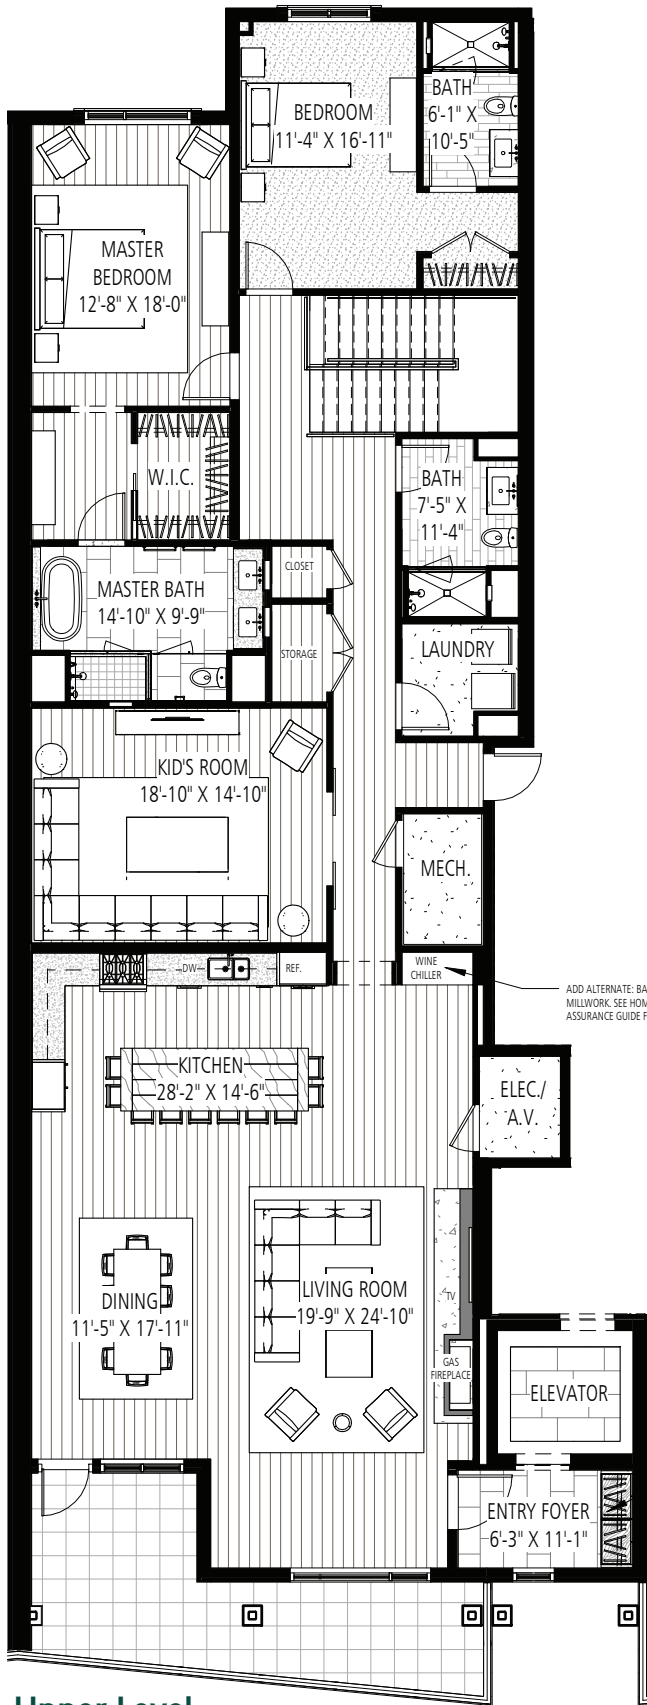 BEDROOM
11'-4" X 16'-11"
BATH
6'-1" X
10'-5"
MASTER
BEDROOM
12'-8" X 18'-0"
W.I.C.
BATH
7'-5" X
11'-4"
CLOSET
MASTER BATH
14'-10" X 9'-9"
STORAGE
LAUNDRY
KID'S ROOM
18'-10" X 14'-10"
MECH.
DW
REF.
WINE
CHILLER
ADD ALTERNATE: BA
MILLWORK. SEE HOM
ASSURANCE GUIDE F
KITCHEN
28'-2" X 14'-6"
ELEC./
A.V.
DINING
11'-5" X 17'-11"
LIVING ROOM
19'-9" X 24'-10"
TV
GAS
FIREPLACE
ELEVATOR
ENTRY FOYER
6'-3" X 11'-1"
Upper Level